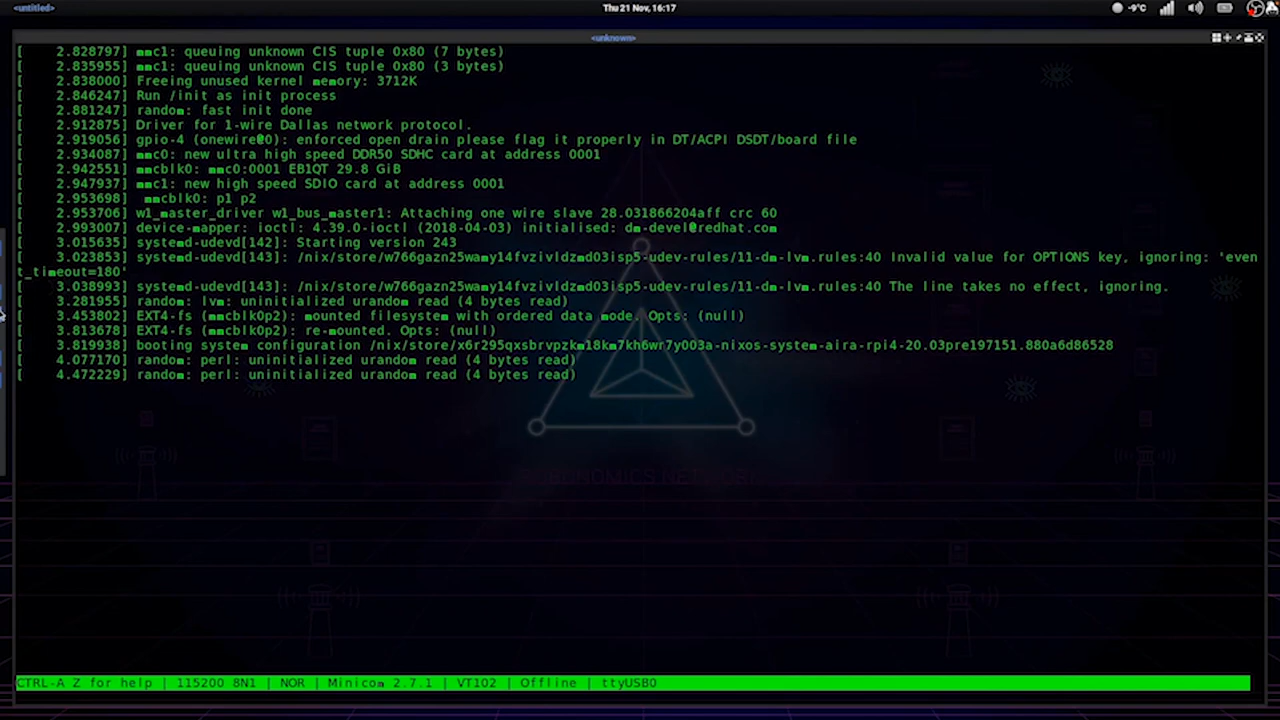 <untitled>
Thu 21 Nov, 16:17
-9°C
<unknown>
[    2.828797] mmc1: queuing unknown CIS tuple 0x80 (7 bytes)
[    2.835955] mmc1: queuing unknown CIS tuple 0x80 (3 bytes)
[    2.838000] Freeing unused kernel memory: 3712K
[    2.846247] Run /init as init process
[    2.881247] random: fast init done
[    2.912875] Driver for 1-wire Dallas network protocol.
[    2.919056] gpio-4 (onewire@0): enforced open drain please flag it properly in DT/ACPI DSDT/board file
[    2.934087] mmc0: new ultra high speed DDR50 SDHC card at address 0001
[    2.942551] mmcblk0: mmc0:0001 EB1QT 29.8 GiB
[    2.947937] mmc1: new high speed SDIO card at address 0001
[    2.953698]  mmcblk0: p1 p2
[    2.953706] w1_master_driver w1_bus_master1: Attaching one wire slave 28.031866204aff crc 60
[    2.993007] device-mapper: ioctl: 4.39.0-ioctl (2018-04-03) initialised: dm-devel@redhat.com
[    3.015635] systemd-udevd[142]: Starting version 243
[    3.023853] systemd-udevd[143]: /nix/store/w766gazn25wamy14fvzivldzmd03isp5-udev-rules/11-dm-lvm.rules:40 Invalid value for OPTIONS key, ignoring: 'even
t_timeout=180'
[    3.038993] systemd-udevd[143]: /nix/store/w766gazn25wamy14fvzivldzmd03isp5-udev-rules/11-dm-lvm.rules:40 The line takes no effect, ignoring.
[    3.281955] random: lvm: uninitialized urandom read (4 bytes read)
[    3.453802] EXT4-fs (mmcblk0p2): mounted filesystem with ordered data mode. Opts: (null)
[    3.813678] EXT4-fs (mmcblk0p2): re-mounted. Opts: (null)
[    3.819938] booting system configuration /nix/store/x6r295qxsbrvpzkm18km7kh6wr7y003a-nixos-system-aira-rpi4-20.03pre197151.880a6d86528
[    4.077170] random: perl: uninitialized urandom read (4 bytes read)
[    4.472229] random: perl: uninitialized urandom read (4 bytes read)
ROBONOMICS NETWORK
CTRL-A Z for help | 115200 8N1 | NOR | Minicom 2.7.1 | VT102 | Offline | ttyUSB0